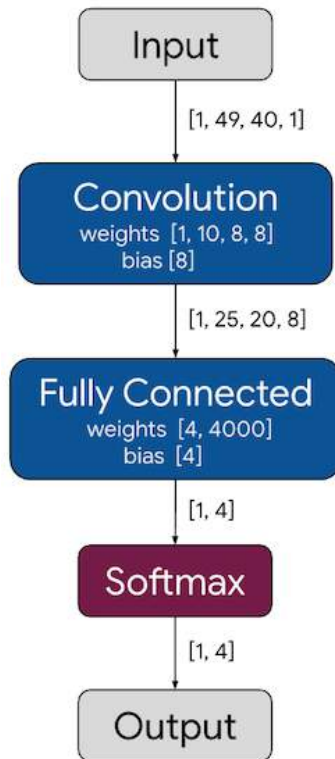 Input
[1, 49, 40, 1]
Convolution
weights [1, 10, 8, 8]
bias [8]
[1, 25, 20, 8]
Fully Connected
weights [4, 4000]
bias [4]
[1, 4]
Softmax
[1, 4]
Output